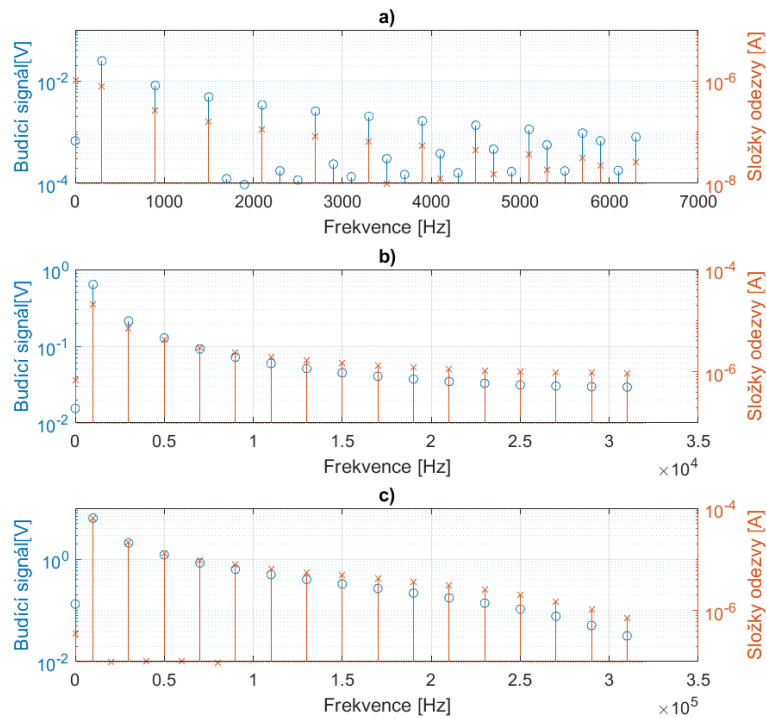 a)
Budící signál[V]
10^-2
10^-4
10^-6
10^-8
Složky odezvy [A]
0 1000 2000 3000 4000 5000 6000 7000
Frekvence [Hz]
b)
Budící signál[V]
10^0
10^-1
10^-2
10^-4
10^-6
Složky odezvy [A]
0 0.5 1 1.5 2 2.5 3 3.5
×10^4
Frekvence [Hz]
c)
Budící signál[V]
10^0
10^-2
10^-4
10^-6
Složky odezvy [A]
0 0.5 1 1.5 2 2.5 3 3.5
×10^5
Frekvence [Hz]